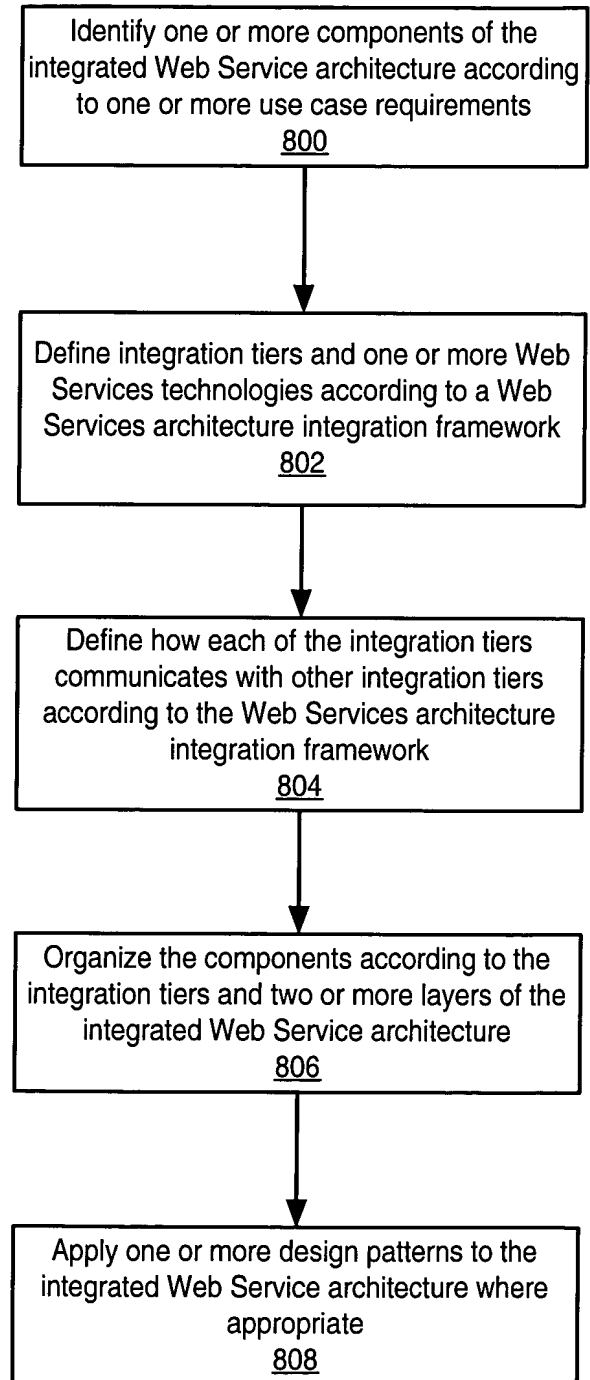 Identify one or more components of the
integrated Web Service architecture according
to one or more use case requirements
800
Define integration tiers and one or more Web
Services technologies according to a Web
Services architecture integration framework
802
Define how each of the integration tiers
communicates with other integration tiers
according to the Web Services architecture
integration framework
804
Organize the components according to the
integration tiers and two or more layers of the
integrated Web Service architecture
806
Apply one or more design patterns to the
integrated Web Service architecture where
appropriate
808